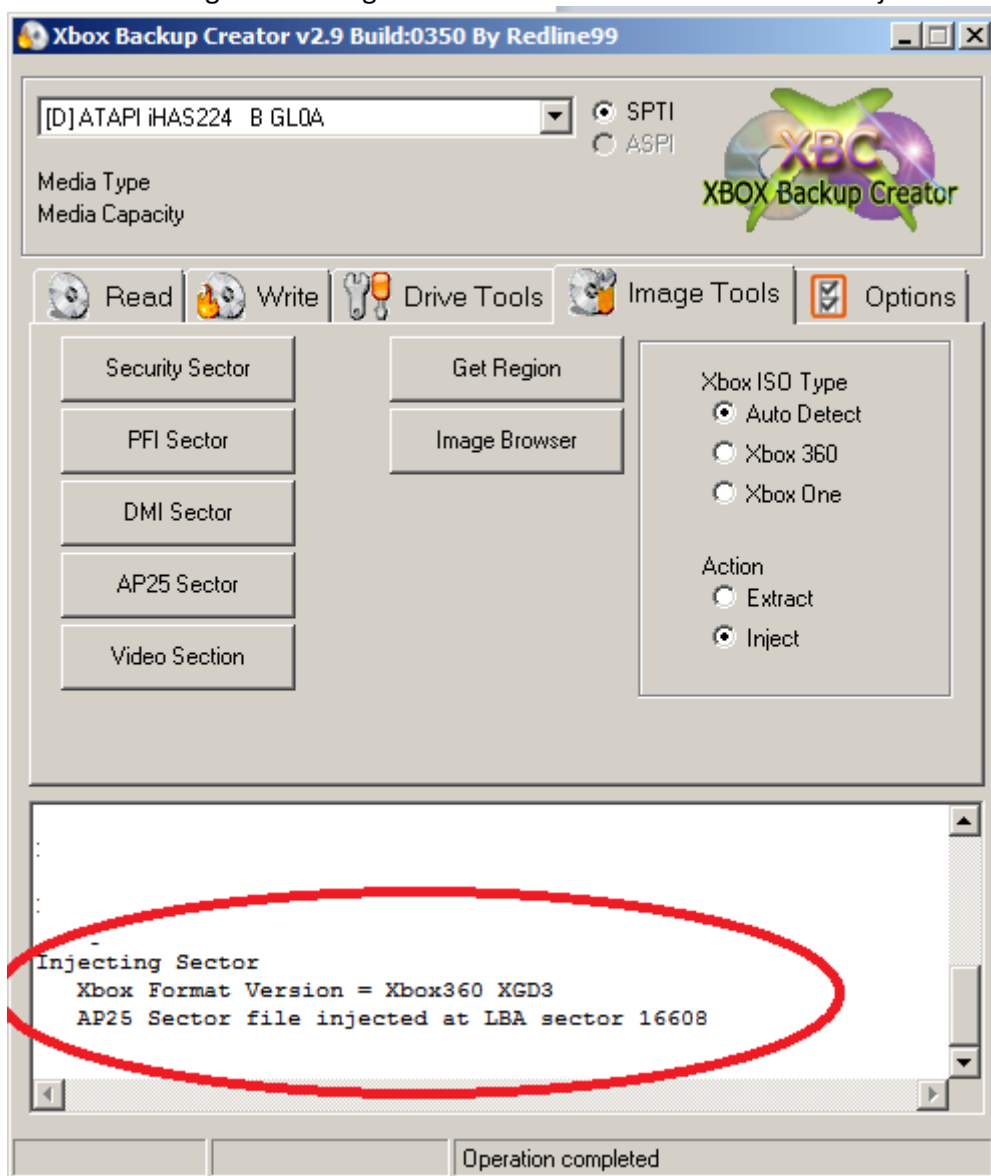 Xbox Backup Creator v2.9 Build:0350 By Redline99
[D] ATAPI iHAS224 B GL0A
SPTI
ASPI
XBC
XBOX Backup Creator
Media Type
Media Capacity
Read
Write
Drive Tools
Image Tools
Options
Security Sector
PFI Sector
DMI Sector
AP25 Sector
Video Section
Get Region
Image Browser
Xbox ISO Type
Auto Detect
Xbox 360
Xbox One
Action
Extract
Inject
:
:
Injecting Sector
Xbox Format Version = Xbox360 XGD3
AP25 Sector file injected at LBA sector 16608
Operation completed